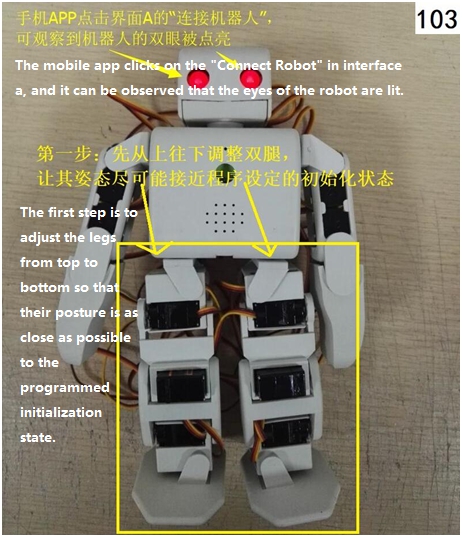 103
手机APP点击界面A的“连接机器人”，
可观察到机器人的双眼被点亮
The mobile app clicks on the "Connect Robot" in interface
a, and it can be observed that the eyes of the robot are lit.
第一步：先从上往下调整双腿，
让其姿态尽可能接近程序设定的初始化状态
The first step is to
adjust the legs
from top to
bottom so that
their posture is as
close as possible
to the
programmed
initialization
state.